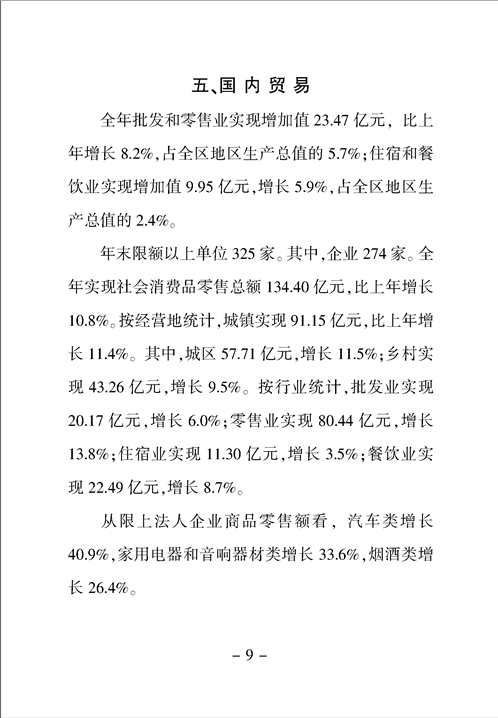 五、国内贸易
全年批发和零售业实现增加值 23.47 亿元，比上
年增长 8.2%，占全区地区生产总值的 5.7%；住宿和餐
饮业实现增加值 9.95 亿元，增长 5.9%，占全区地区生
产总值的 2.4%。
年末限额以上单位 325 家。其中，企业 274 家。全
年实现社会消费品零售总额 134.40 亿元，比上年增长
10.8%。按经营地统计，城镇实现 91.15 亿元，比上年增
长 11.4%。其中，城区 57.71 亿元，增长 11.5%；乡村实
现 43.26 亿元，增长 9.5%。按行业统计，批发业实现
20.17 亿元，增长 6.0%；零售业实现 80.44 亿元，增长
13.8%；住宿业实现 11.30 亿元，增长 3.5%；餐饮业实
现 22.49 亿元，增长 8.7%。
从限上法人企业商品零售额看，汽车类增长
40.9%，家用电器和音响器材类增长 33.6%，烟酒类增
长 26.4%。
- 9 -